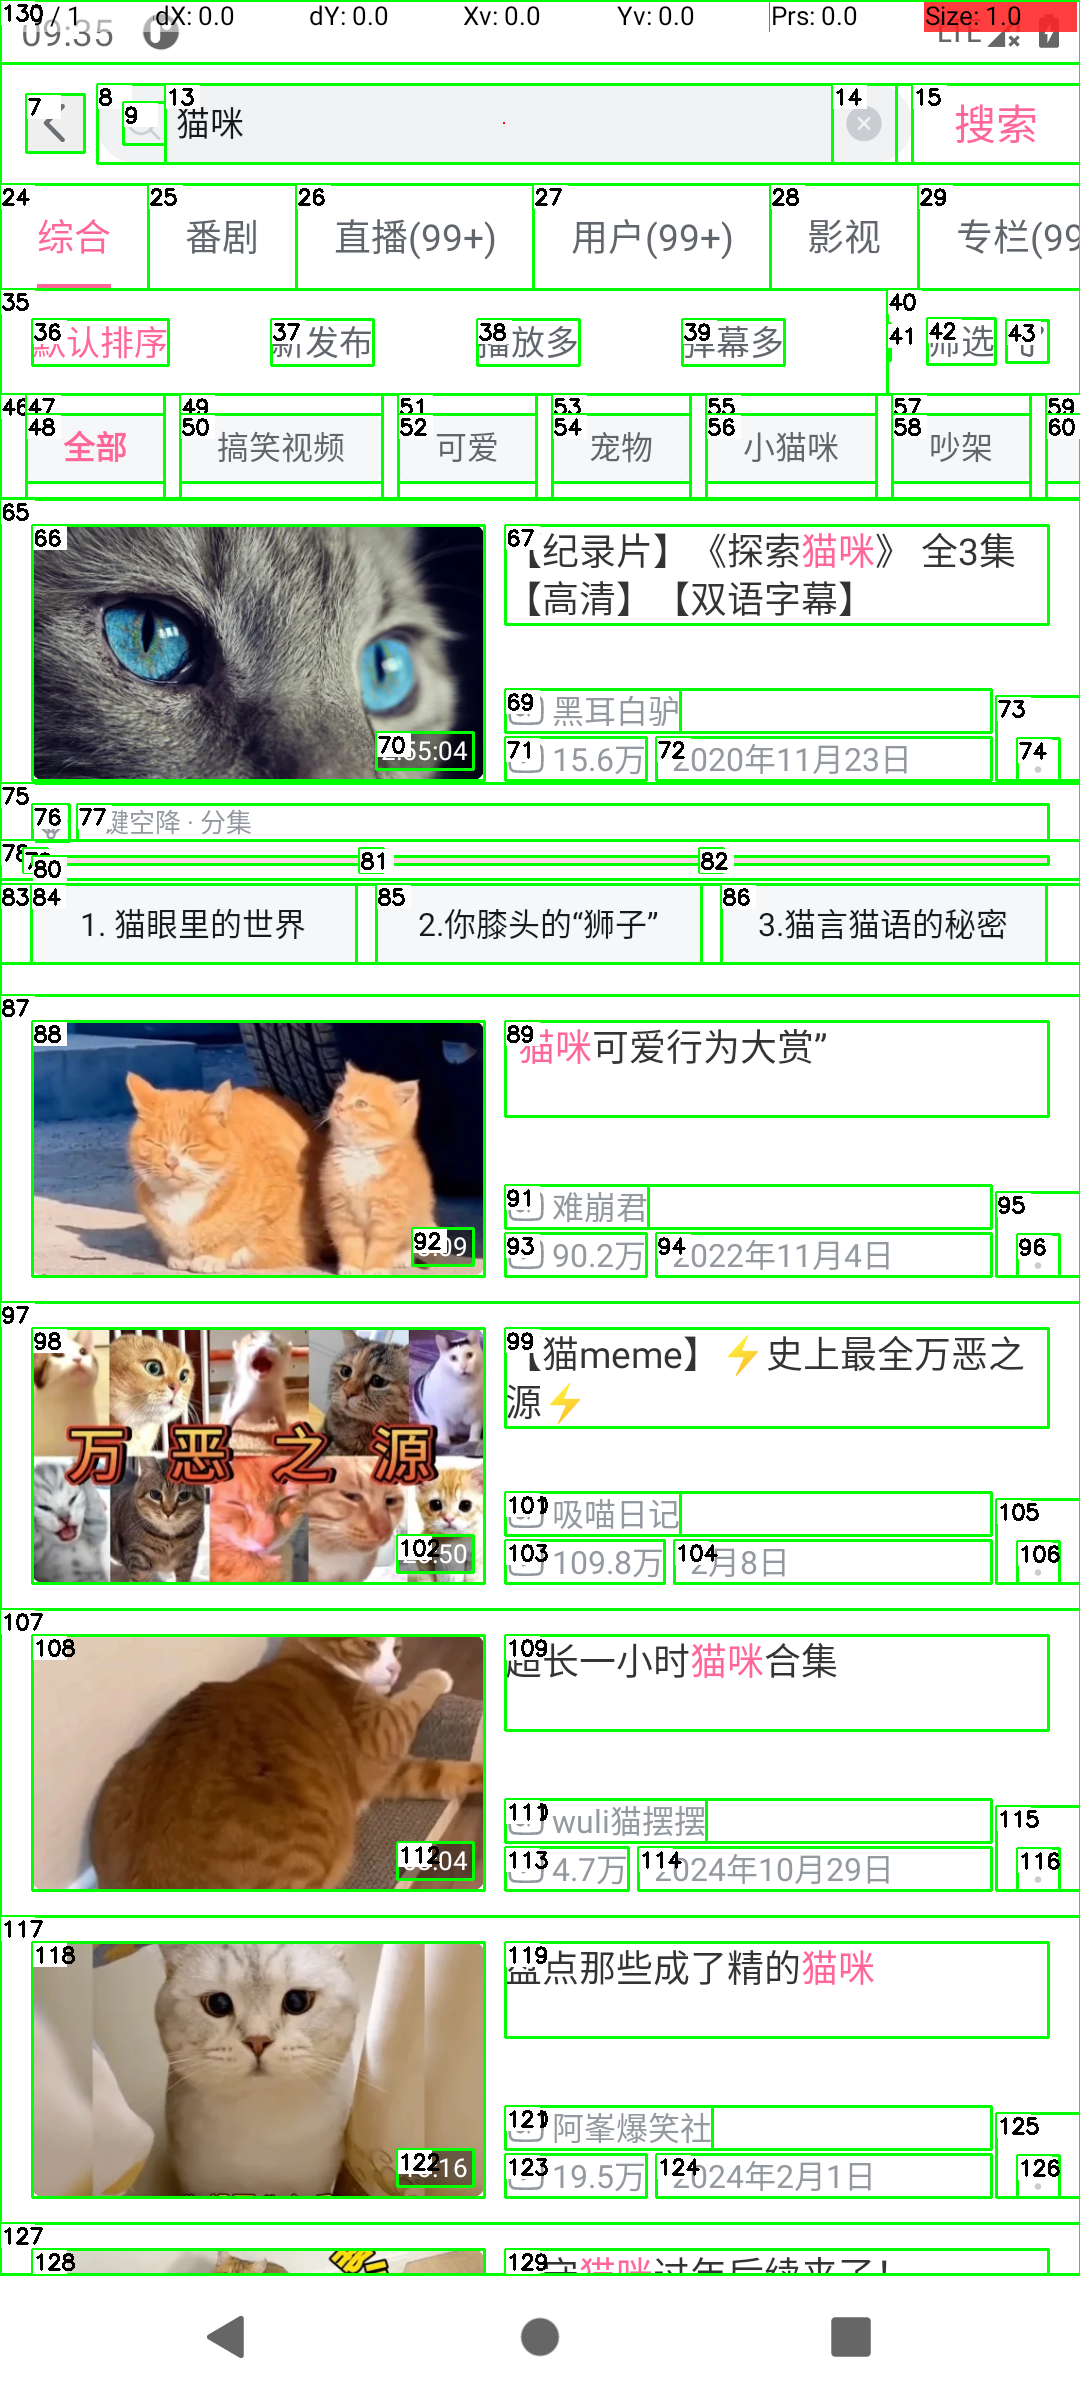 130 / 1 dX: 0.0 dY: 0.0 Xv: 0.0 Yv: 0.0 Prs: 0.0 Size: 1.0
09:35 LTE
7 8 9 13 猫咪 14 15 搜索
24 综合 25 番剧 26 直播(99+) 27 用户(99+) 28 影视 29 专栏(99
35 36 默认排序 37 新发布 38 播放多 39 弹幕多 40 41 42 筛选 43
46 47 49 51 53 55 57 59
48 全部 50 搞笑视频 52 可爱 54 宠物 56 小猫咪 58 吵架 60
65
66 67 【纪录片】《探索猫咪》 全3集
【高清】【双语字幕】
69 黑耳白驴 73
70 2:55:04 71 15.6万 72 2020年11月23日 74
75
76 77 键空降 · 分集
78 80 81 82
83 84 1. 猫眼里的世界 85 2.你膝头的“狮子” 86 3.猫言猫语的秘密
87
88 89 猫咪可爱行为大赏”
91 难崩君 95
92 :09 93 90.2万 94 2022年11月4日 96
97
98 99 【猫meme】⚡史上最全万恶之
源⚡
万恶之源
101 吸喵日记 105
102 :50 103 109.8万 104 2月8日 106
107
108 109 超长一小时猫咪合集
111 wuli猫摆摆 115
112 :04 113 4.7万 114 2024年10月29日 116
117
118 119 盘点那些成了精的猫咪
121 阿峯爆笑社 125
122 :16 123 19.5万 124 2024年2月1日 126
127
128 129 猫咪过年后续来了！